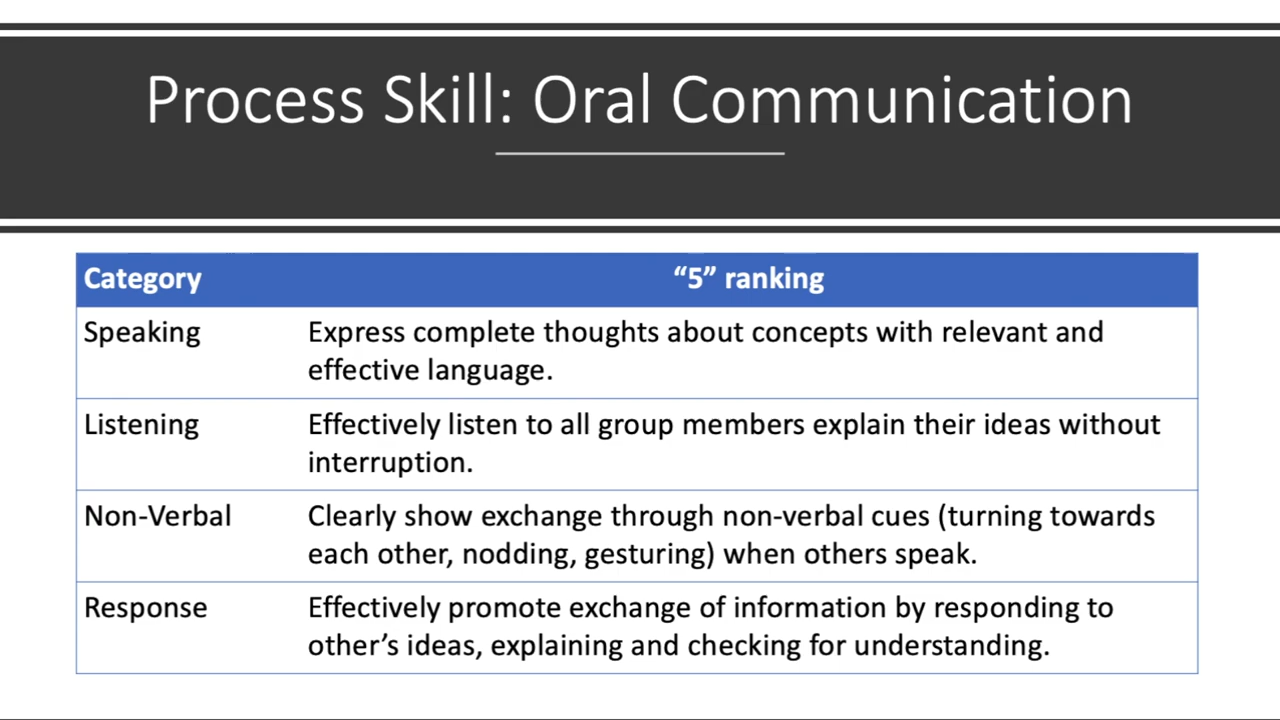 Process Skill: Oral Communication
Category “5” ranking
Speaking Express complete thoughts about concepts with relevant and
effective language.
Listening Effectively listen to all group members explain their ideas without
interruption.
Non-Verbal Clearly show exchange through non-verbal cues (turning towards
each other, nodding, gesturing) when others speak.
Response Effectively promote exchange of information by responding to
other’s ideas, explaining and checking for understanding.